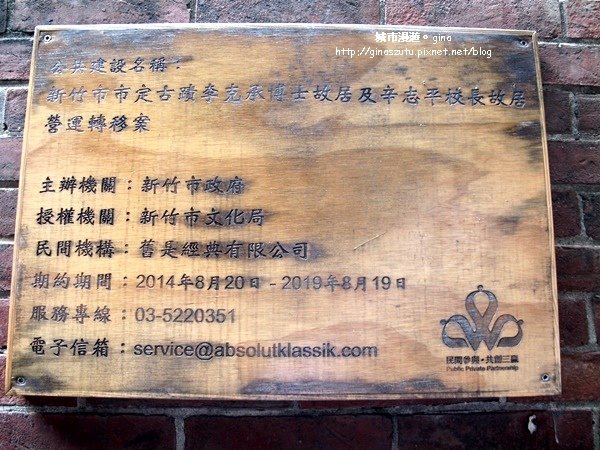 城市漫遊。gina
http://ginaszutu.pixnet.net/blog
公共建設名稱：
新竹市市定古蹟李克承博士故居及辛志平校長故居
營運轉移案
主辦機關：新竹市政府
授權機關：新竹市文化局
民間機構：舊是經典有限公司
期約期間：2014年8月20日 - 2019年8月19日
服務專線：03-5220351
電子信箱：service@absolutklassik.com
民間參與・共創三贏
Public Private Partnership